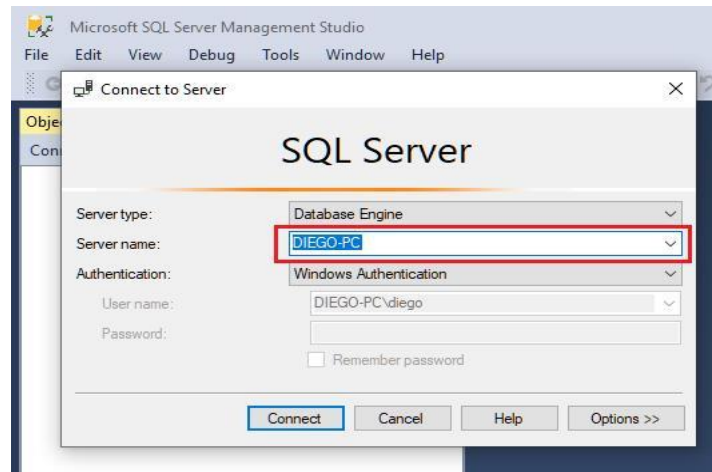 Microsoft SQL Server Management Studio
File Edit View Debug Tools Window Help
Connect to Server
SQL Server
Server type: Database Engine
Server name: DIEGO-PC
Authentication: Windows Authentication
User name: DIEGO-PC\diego
Password:
Remember password
Connect Cancel Help Options >>